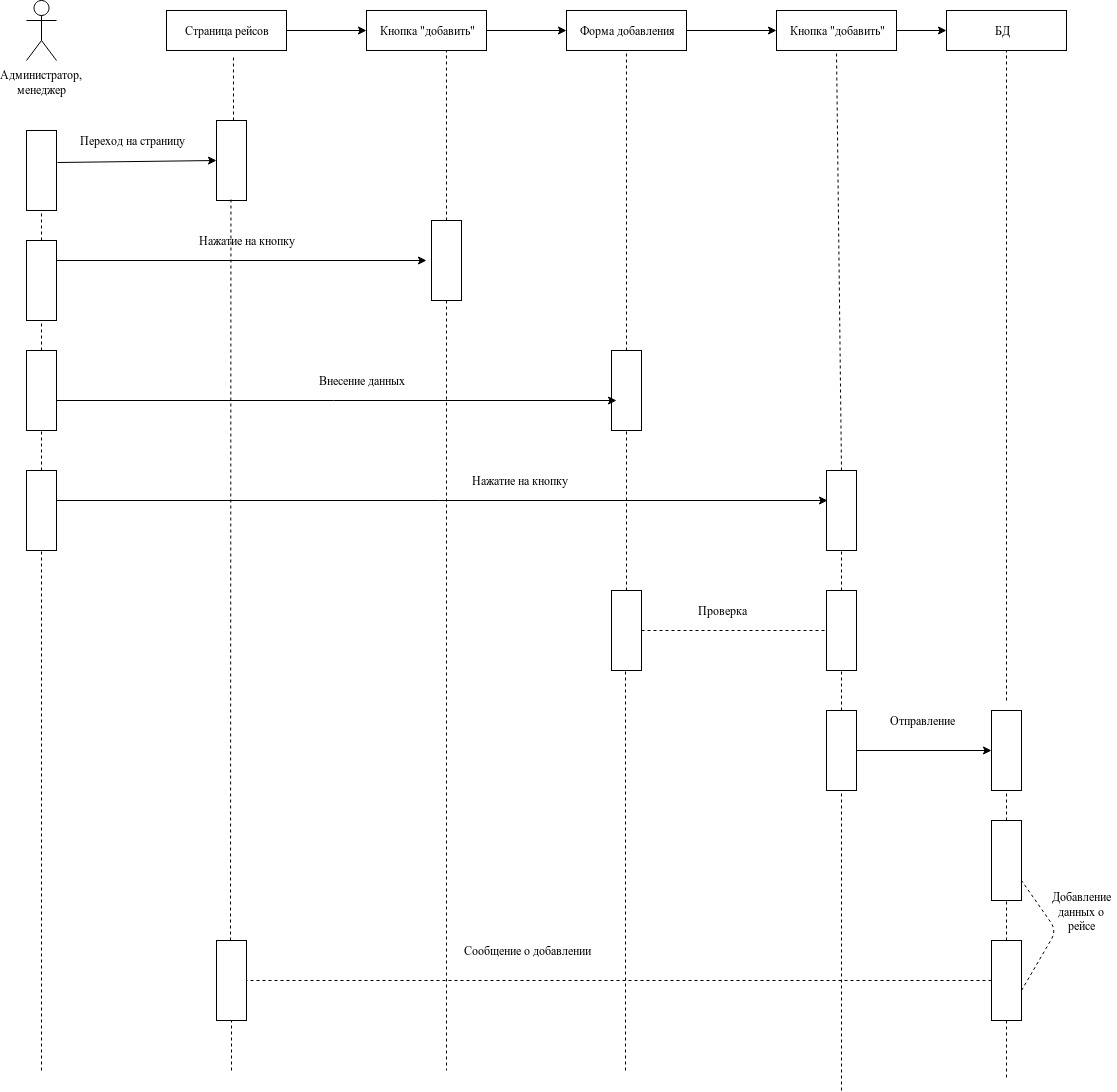 Страница рейсов
Кнопка "добавить"
Форма добавления
Кнопка "добавить"
БД
Администратор,
менеджер
Переход на страницу
Нажатие на кнопку
Внесение данных
Нажатие на кнопку
Проверка
Отправление
Добавление
данных о
рейсе
Сообщение о добавлении